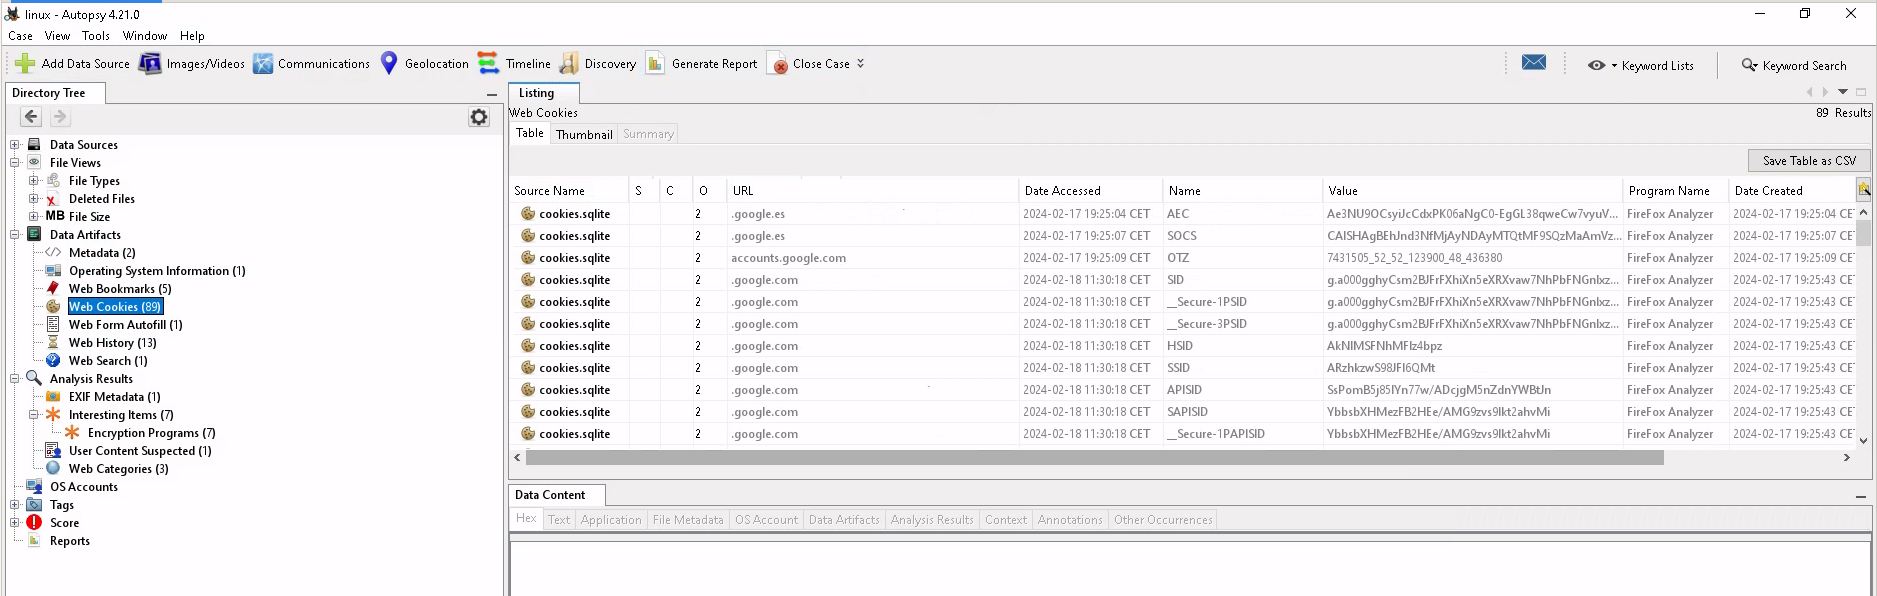 linux - Autopsy 4.21.0
Case View Tools Window Help
Add Data Source Images/Videos Communications Geolocation Timeline Discovery Generate Report Close Case Keyword Lists Keyword Search
Directory Tree
Data Sources
File Views
File Types
Deleted Files
MB File Size
Data Artifacts
Metadata (2)
Operating System Information (1)
Web Bookmarks (5)
Web Cookies (89)
Web Form Autofill (1)
Web History (13)
Web Search (1)
Analysis Results
EXIF Metadata (1)
Interesting Items (7)
Encryption Programs (7)
User Content Suspected (1)
Web Categories (3)
OS Accounts
Tags
Score
Reports
Listing
Web Cookies 89 Results
Table Thumbnail Summary
Save Table as CSV
Source Name S C O URL Date Accessed Name Value Program Name Date Created
cookies.sqlite 2 .google.es 2024-02-17 19:25:04 CET AEC Ae3NU9OCsyiJcCdxPK06aNgC0-EgGL38qweCw7vyuV... FireFox Analyzer 2024-02-17 19:25:04 CE
cookies.sqlite 2 .google.es 2024-02-17 19:25:07 CET SOCS CAISHAgBEhJnd3NfMjAyNDAyMTQtMF9SQzMaAmVz... FireFox Analyzer 2024-02-17 19:25:07 CE
cookies.sqlite 2 accounts.google.com 2024-02-17 19:25:09 CET OTZ 7431505_52_52_123900_48_436380 FireFox Analyzer 2024-02-17 19:25:09 CE
cookies.sqlite 2 .google.com 2024-02-18 11:30:18 CET SID g.a000gghyCsm2BJFrFXhiXn5eXRXvaw7NhPbFNGnlxz... FireFox Analyzer 2024-02-17 19:25:43 CE
cookies.sqlite 2 .google.com 2024-02-18 11:30:18 CET __Secure-1PSID g.a000gghyCsm2BJFrFXhiXn5eXRXvaw7NhPbFNGnlxz... FireFox Analyzer 2024-02-17 19:25:43 CE
cookies.sqlite 2 .google.com 2024-02-18 11:30:18 CET __Secure-3PSID g.a000gghyCsm2BJFrFXhiXn5eXRXvaw7NhPbFNGnlxz... FireFox Analyzer 2024-02-17 19:25:43 CE
cookies.sqlite 2 .google.com 2024-02-18 11:30:18 CET HSID AkNIMSFNhMFlz4bpz FireFox Analyzer 2024-02-17 19:25:43 CE
cookies.sqlite 2 .google.com 2024-02-18 11:30:18 CET SSID ARzhkzwS98JFI6QMt FireFox Analyzer 2024-02-17 19:25:43 CE
cookies.sqlite 2 .google.com 2024-02-18 11:30:18 CET APISID SsPomB5j85IYn77w/ADcjgM5nZdnYWBtJn FireFox Analyzer 2024-02-17 19:25:43 CE
cookies.sqlite 2 .google.com 2024-02-18 11:30:18 CET SAPISID YbbsbXHMezFB2HEe/AMG9zvs9Ikt2ahvMi FireFox Analyzer 2024-02-17 19:25:43 CE
cookies.sqlite 2 .google.com 2024-02-18 11:30:18 CET __Secure-1PAPISID YbbsbXHMezFB2HEe/AMG9zvs9Ikt2ahvMi FireFox Analyzer 2024-02-17 19:25:43 CE
Data Content
Hex Text Application File Metadata OS Account Data Artifacts Analysis Results Context Annotations Other Occurrences